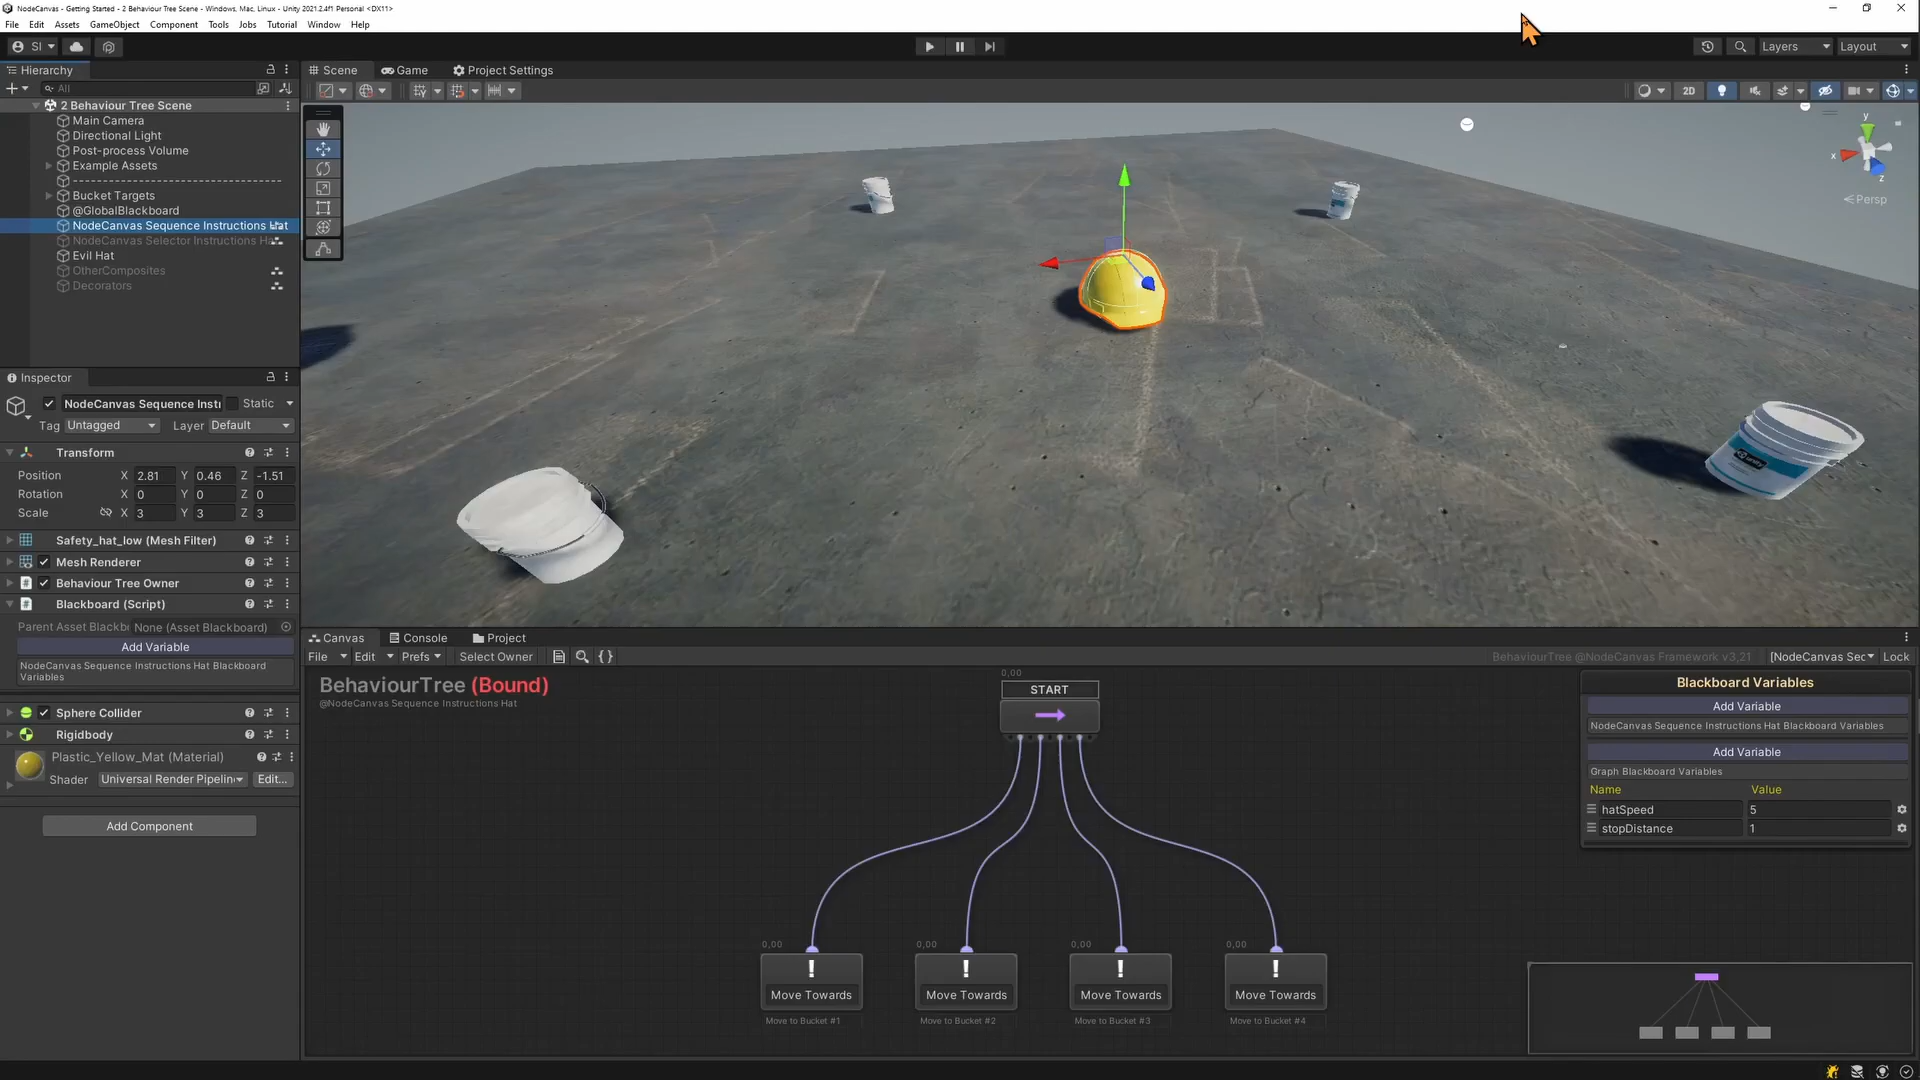 NodeCanvas - Getting Started - 2 Behaviour Tree Scene - Windows, Mac, Linux - Unity 2021.2.4f1 Personal <DX11>
File Edit Assets GameObject Component Tools Jobs Tutorial Window Help
SI
Layers Layout
Hierarchy
All
2 Behaviour Tree Scene
Main Camera
Directional Light
Post-process Volume
Example Assets
--------------------------------
Bucket Targets
@GlobalBlackboard
NodeCanvas Sequence Instructions Hat
NodeCanvas Selector Instructions Ha
Evil Hat
OtherComposites
Decorators
Inspector
NodeCanvas Sequence Inst Static
Tag Untagged Layer Default
Transform
Position X 2.81 Y 0.46 Z -1.51
Rotation X 0 Y 0 Z 0
Scale X 3 Y 3 Z 3
Safety_hat_low (Mesh Filter)
Mesh Renderer
Behaviour Tree Owner
Blackboard (Script)
Parent Asset Blackb None (Asset Blackboard)
Add Variable
NodeCanvas Sequence Instructions Hat Blackboard
Variables
Sphere Collider
Rigidbody
Plastic_Yellow_Mat (Material)
Shader Universal Render Pipelin Edit...
Add Component
Scene Game Project Settings
2D
y
x
z
Persp
unity
Canvas Console Project
File Edit Prefs Select Owner { }
BehaviourTree @NodeCanvas Framework v3,21 [NodeCanvas Sec Lock
BehaviourTree (Bound)
@NodeCanvas Sequence Instructions Hat
0,00
START
0,00 0,00 0,00 0,00
! ! ! !
Move Towards Move Towards Move Towards Move Towards
Move to Bucket #1 Move to Bucket #2 Move to Bucket #3 Move to Bucket #4
Blackboard Variables
Add Variable
NodeCanvas Sequence Instructions Hat Blackboard Variables
Add Variable
Graph Blackboard Variables
Name Value
hatSpeed 5
stopDistance 1